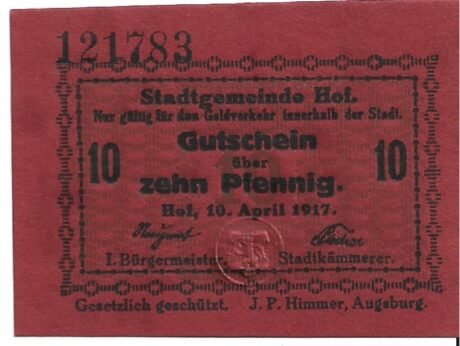 121783
Stadtgemeinde Hof.
Nur gültig für den Geldverkehr innerhalb der Stadt.
Gutschein
über
10 zehn Pfennig. 10
Hof, 10. April 1917.
I. Bürgermeister. Stadtkämmerer.
Gesetzlich geschützt. J. P. Himmer, Augsburg.